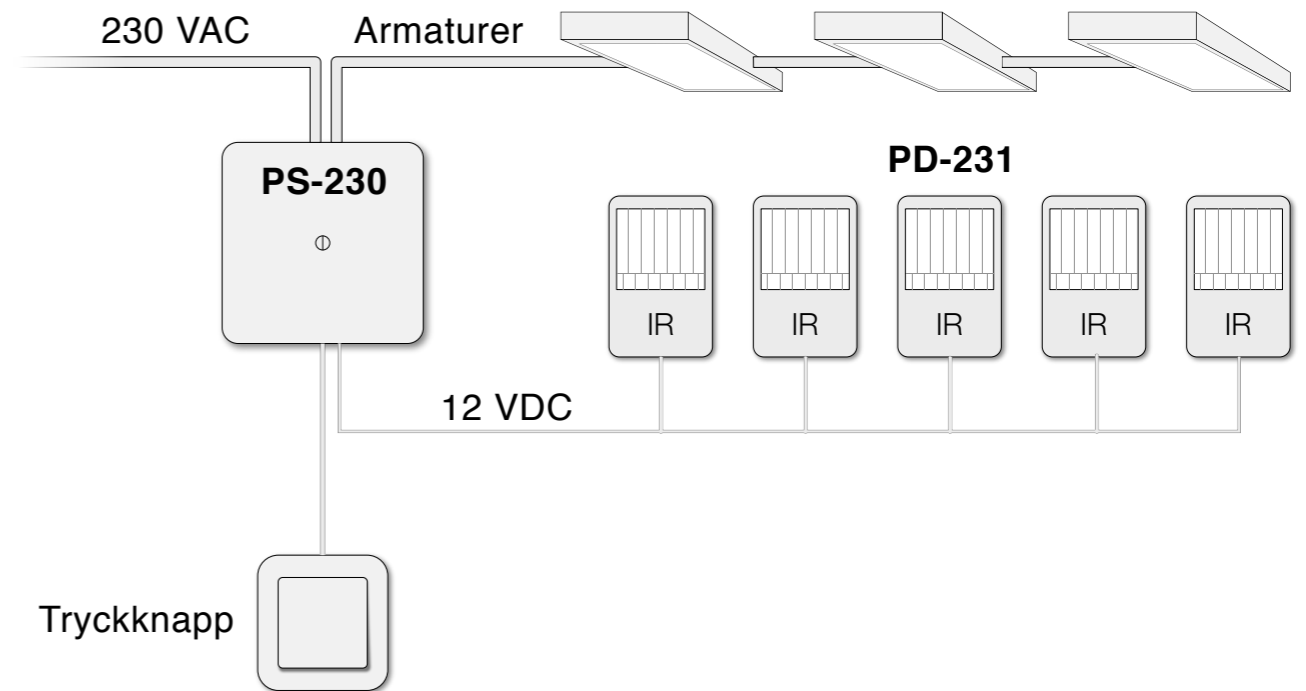 230 VAC
Armaturer
PS-230
PD-231
IR
IR
IR
IR
IR
12 VDC
Tryckknapp